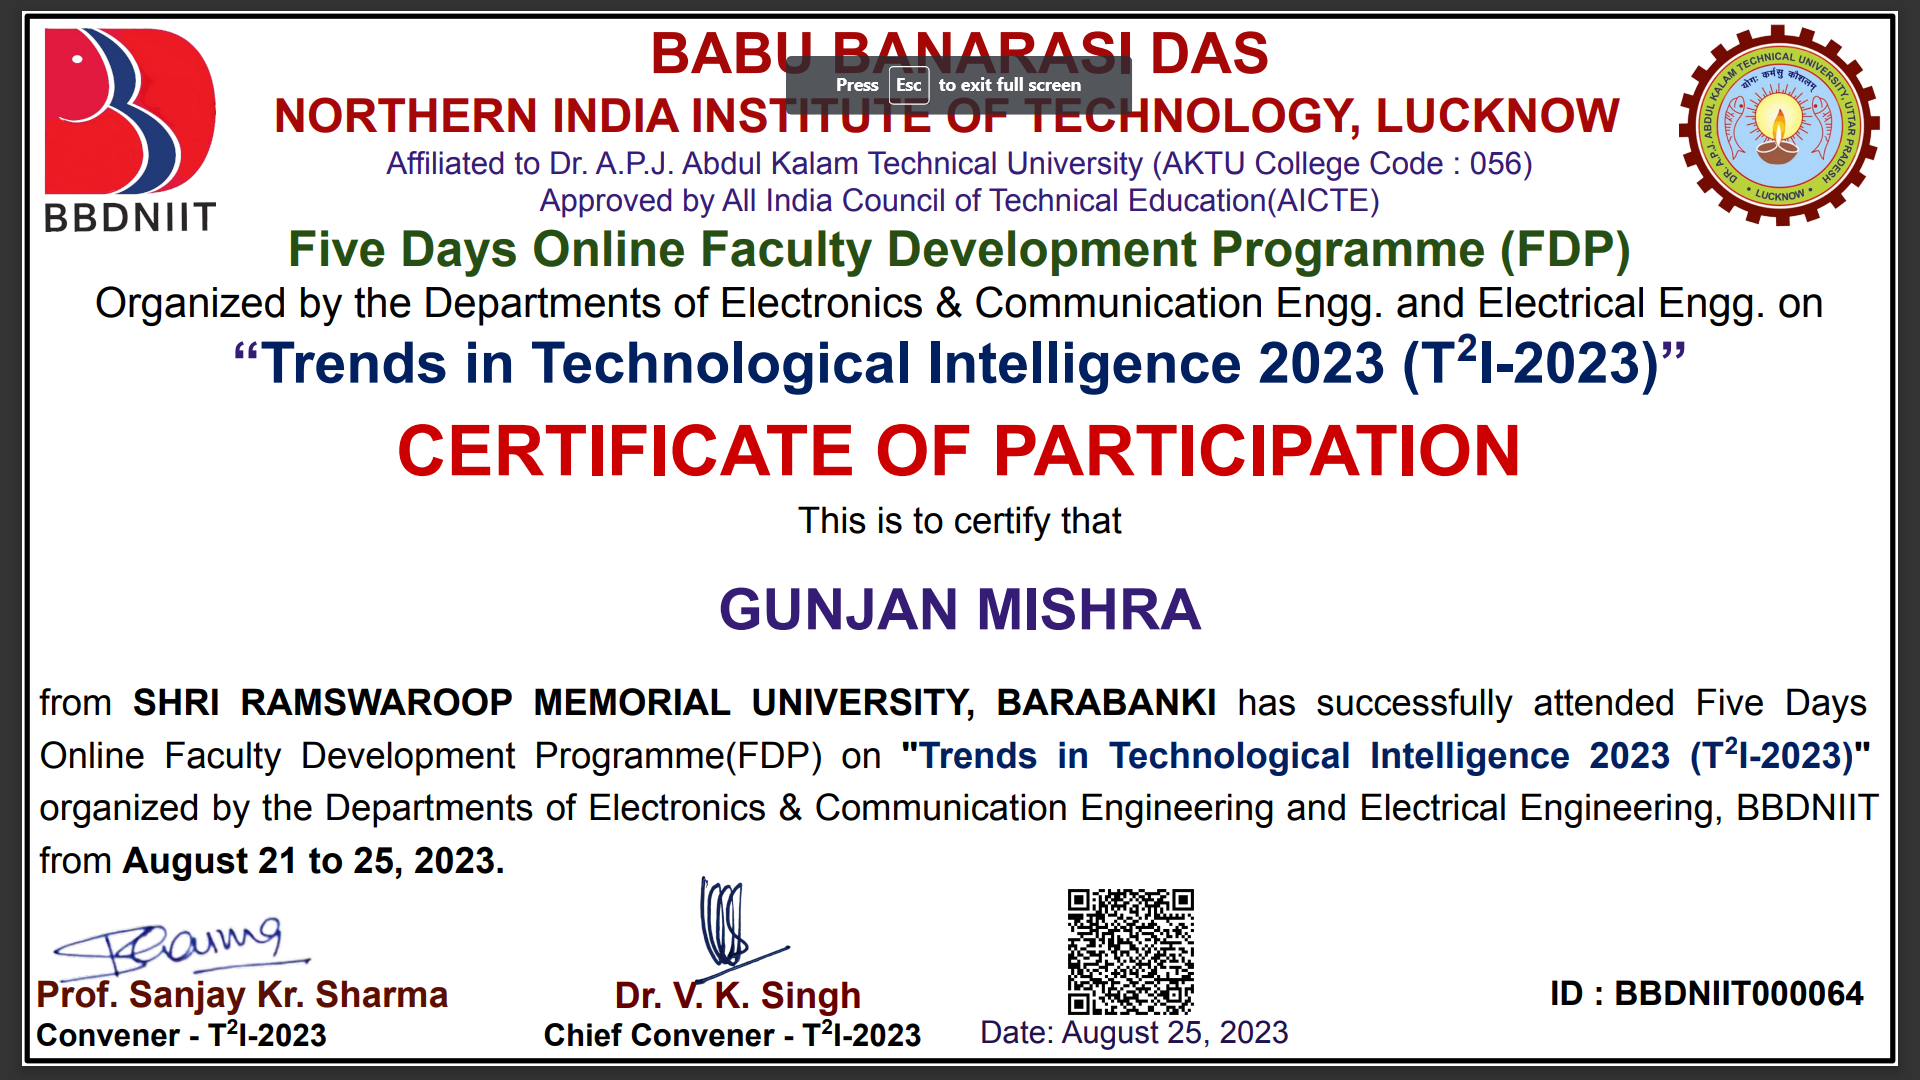 BABU BANARASI DAS
Press Esc to exit full screen
NORTHERN INDIA INSTITUTE OF TECHNOLOGY, LUCKNOW
Affiliated to Dr. A.P.J. Abdul Kalam Technical University (AKTU College Code : 056)
Approved by All India Council of Technical Education(AICTE)
BBDNIIT
DR. A.P.J. ABDUL KALAM TECHNICAL UNIVERSITY, UTTAR PRADESH
योगः कर्मसु कौशलम्
• LUCKNOW •
Five Days Online Faculty Development Programme (FDP)
Organized by the Departments of Electronics & Communication Engg. and Electrical Engg. on
“Trends in Technological Intelligence 2023 (T²I-2023)”
CERTIFICATE OF PARTICIPATION
This is to certify that
GUNJAN MISHRA
from SHRI RAMSWAROOP MEMORIAL UNIVERSITY, BARABANKI has successfully attended Five Days
Online Faculty Development Programme(FDP) on "Trends in Technological Intelligence 2023 (T²I-2023)"
organized by the Departments of Electronics & Communication Engineering and Electrical Engineering, BBDNIIT
from August 21 to 25, 2023.
Prof. Sanjay Kr. Sharma
Convener - T²I-2023
Dr. V. K. Singh
Chief Convener - T²I-2023
Date: August 25, 2023
ID : BBDNIIT000064